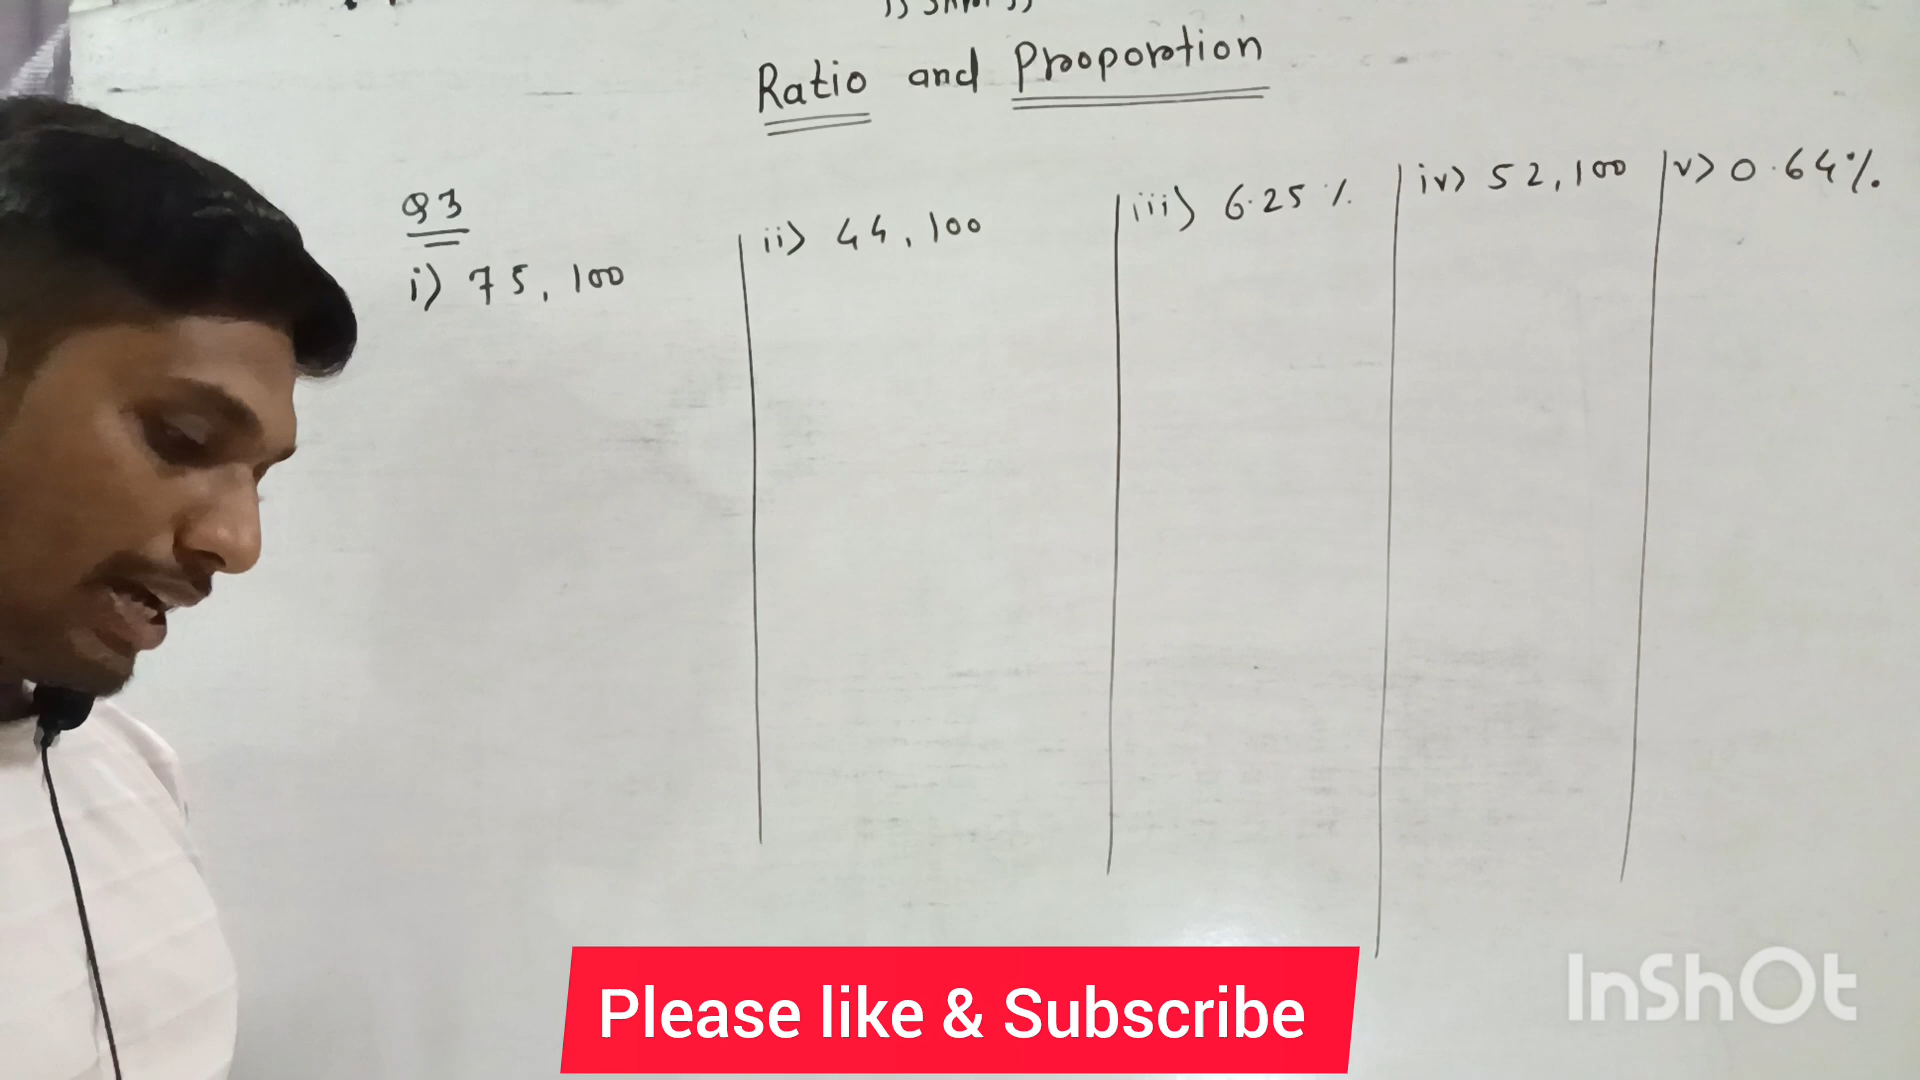 Ratio and Proporotion
Q3
i) 75, 100
ii) 44, 100
iii) 6.25 %
iv) 52, 100
v) 0.64%
Please like & Subscribe
InShOt